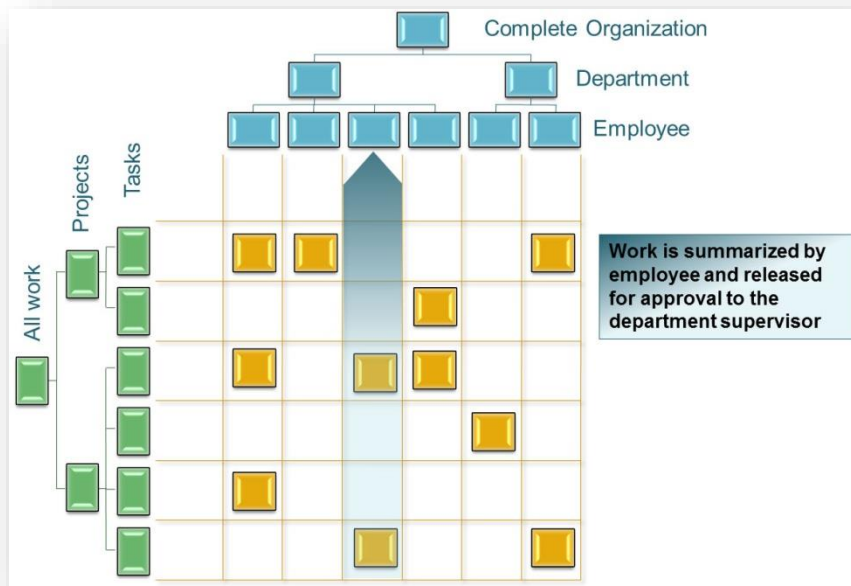 Complete Organization
Department
Employee
Tasks
Projects
All work
Work is summarized by
employee and released
for approval to the
department supervisor